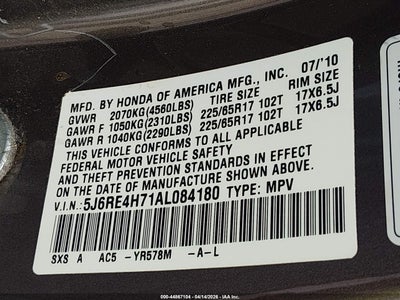 MFD. BY HONDA OF AMERICA MFG., INC. 07/'10
GVWR 2070KG(4560LBS) TIRE SIZE RIM SIZE
GAWR F 1050KG(2310LBS) 225/65R17 102T 17X6.5J
GAWR R 1040KG(2290LBS) 225/65R17 102T 17X6.5J
THIS VEHICLE CONFORMS TO ALL APPLICABLE
FEDERAL MOTOR VEHICLE SAFETY
AND THEFT PREVENTION STANDARDS IN EFFECT
ON THE DATE OF MANUFACTURE SHOWN ABOVE.
V.I.N: 5J6RE4H71AL084180 TYPE: MPV
SXS A AC5 -YR578M -A-L
000-44867104 - 04/14/2026 - IAA Inc.